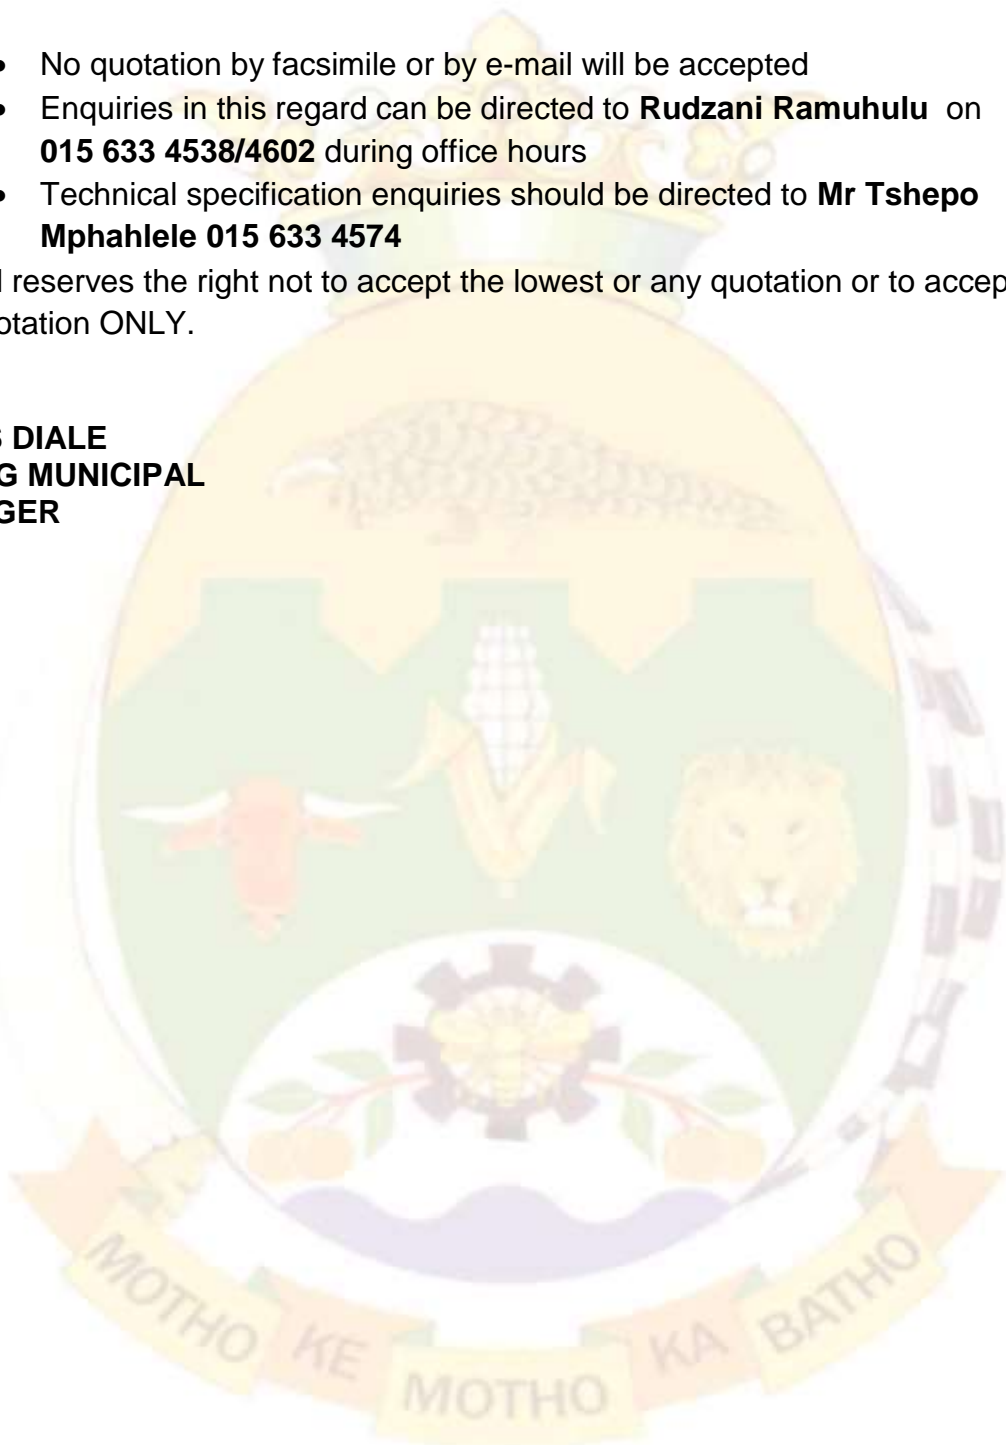 • No quotation by facsimile or by e-mail will be accepted
• Enquiries in this regard can be directed to Rudzani Ramuhulu on
015 633 4538/4602 during office hours
• Technical specification enquiries should be directed to Mr Tshepo
Mphahlele 015 633 4574
reserves the right not to accept the lowest or any quotation or to
ONLY.
DIALE
MUNICIPAL
MOTHO KE MOTHO KA BATHO